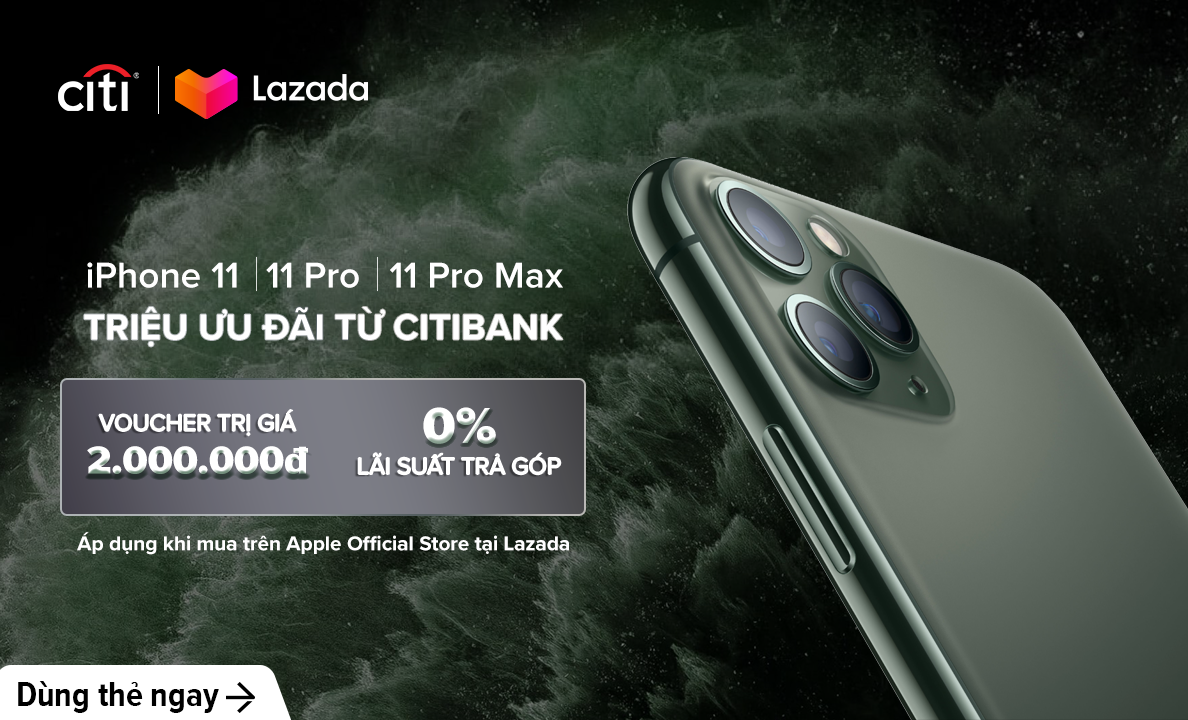 citi® Lazada
iPhone 11 | 11 Pro | 11 Pro Max
TRIỆU ƯU ĐÃI TỪ CITIBANK
VOUCHER TRỊ GIÁ
2.000.000đ
0%
LÃI SUẤT TRẢ GÓP
Áp dụng khi mua trên Apple Official Store tại Lazada
Dùng thẻ ngay →